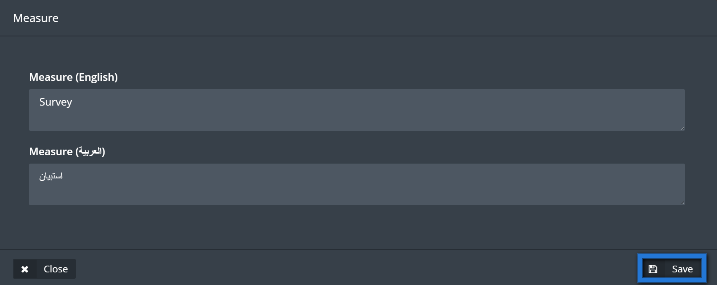 Measure
Measure (English)
Survey
Measure (العربية)
استبيان
Close
Save